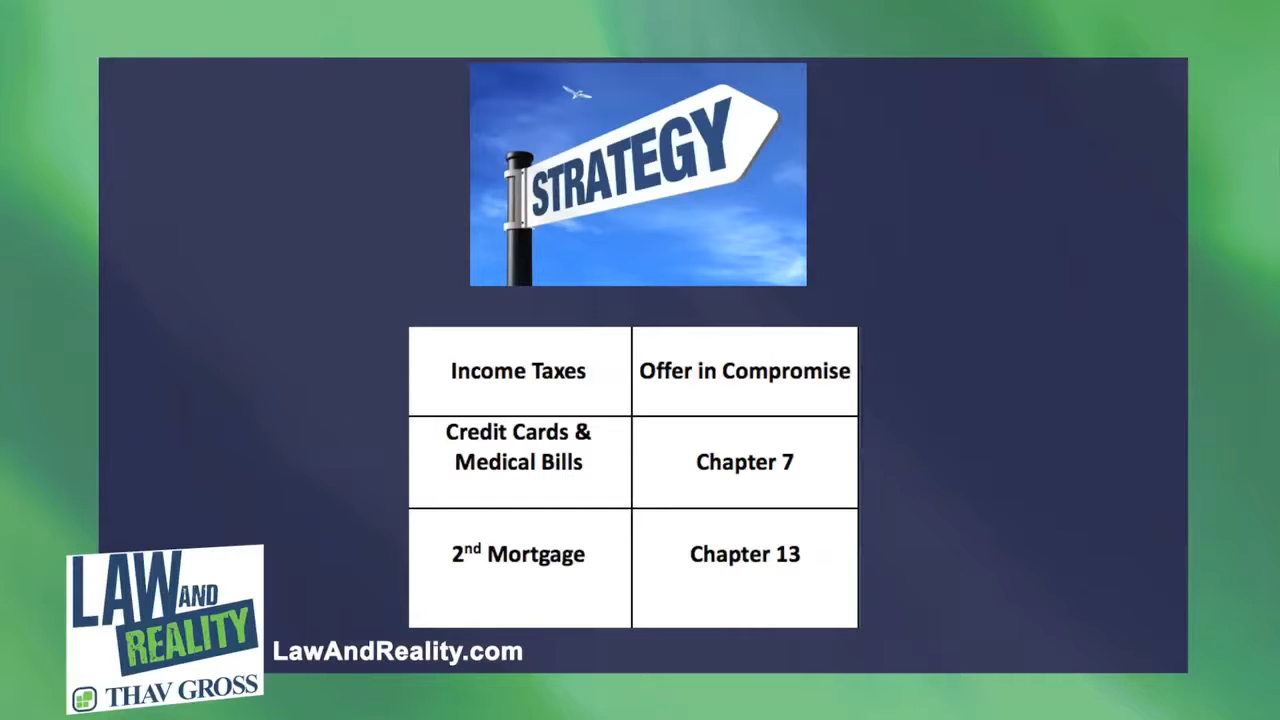 STRATEGY
Income Taxes
Offer in Compromise
Credit Cards &
Medical Bills
Chapter 7
2nd Mortgage
Chapter 13
LAW AND
REALITY
THAV GROSS
LawAndReality.com